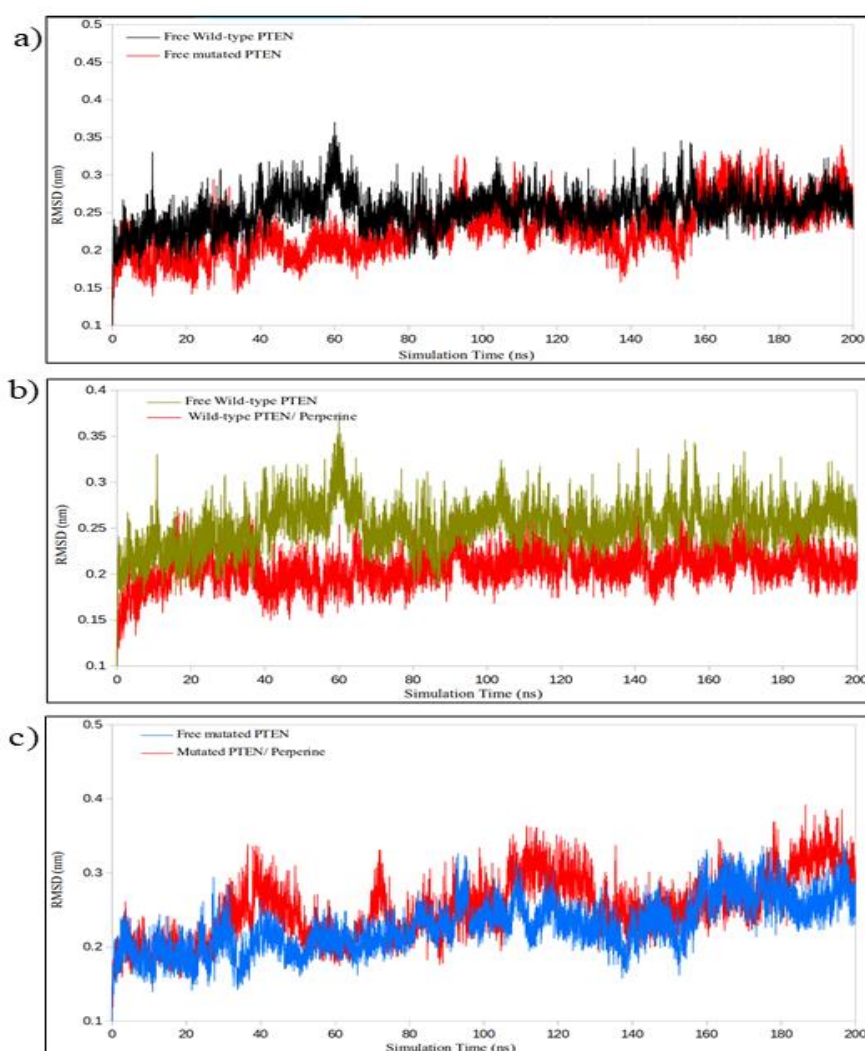 a)
0.5
Free Wild-type PTEN
Free mutated PTEN
0.45
0.4
0.35
0.3
0.25
0.2
0.15
0.1
RMSD (nm)
0 20 40 60 80 100 120 140 160 180 200
Simulation Time (ns)
b)
0.4
Free Wild-type PTEN
Wild-type PTEN/ Perperine
0.35
0.3
0.25
0.2
0.15
0.1
RMSD (nm)
0 20 40 60 80 100 120 140 160 180 200
Simulation Time (ns)
c)
0.5
Free mutated PTEN
Mutated PTEN/ Perperine
0.4
0.3
0.2
0.1
RMSD (nm)
0 20 40 60 80 100 120 140 160 180 200
Simulation Time (ns)